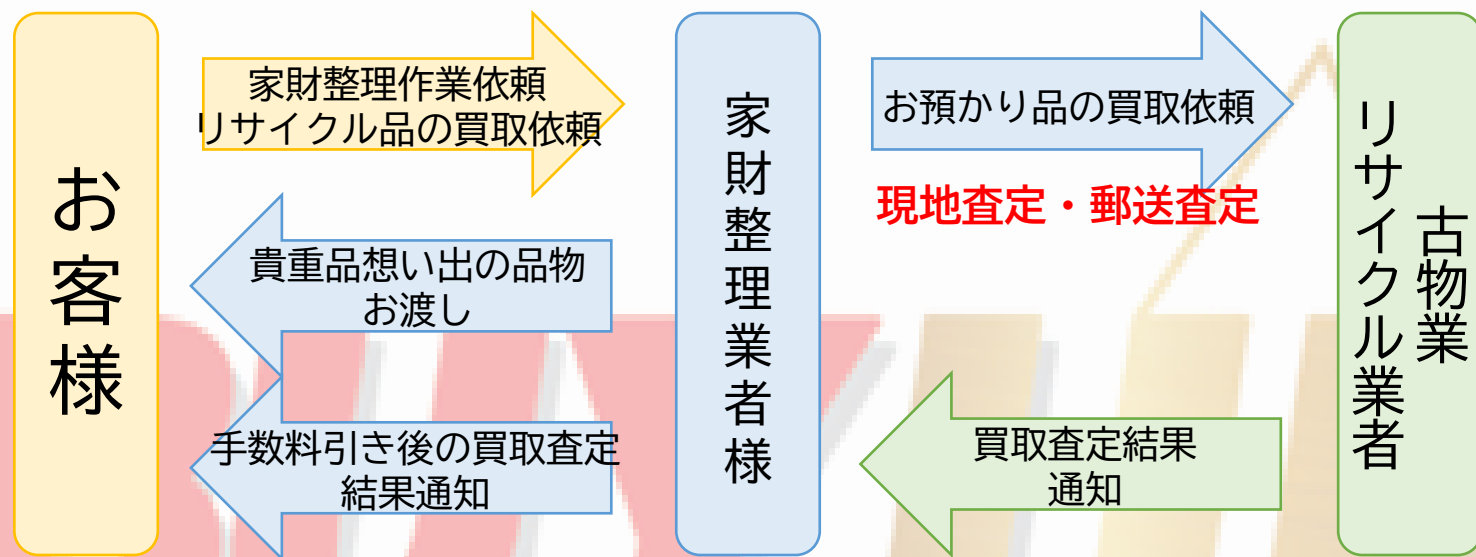 お客様
家財整理作業依頼
リサイクル品の買取依頼
貴重品想い出の品物
お渡し
手数料引き後の買取査定
結果通知
家財整理業者様
お預かり品の買取依頼
現地査定・郵送査定
買取査定結果
通知
古物業
リサイクル業者